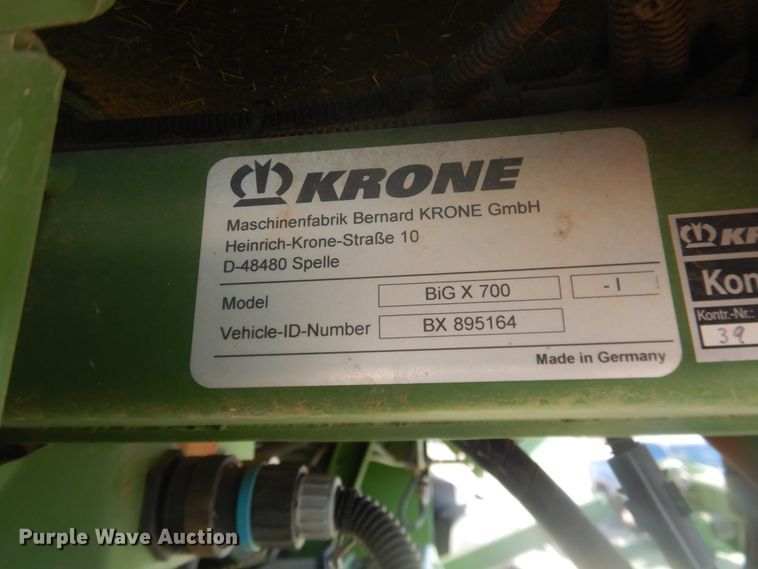 KRONE
Maschinenfabrik Bernard KRONE GmbH
Heinrich-Krone-Straße 10
D-48480 Spelle
Model BiG X 700 - I
Vehicle-ID-Number BX 895164
Made in Germany
KR
Kon
Kontr.-Nr.:
39
Purple Wave Auction